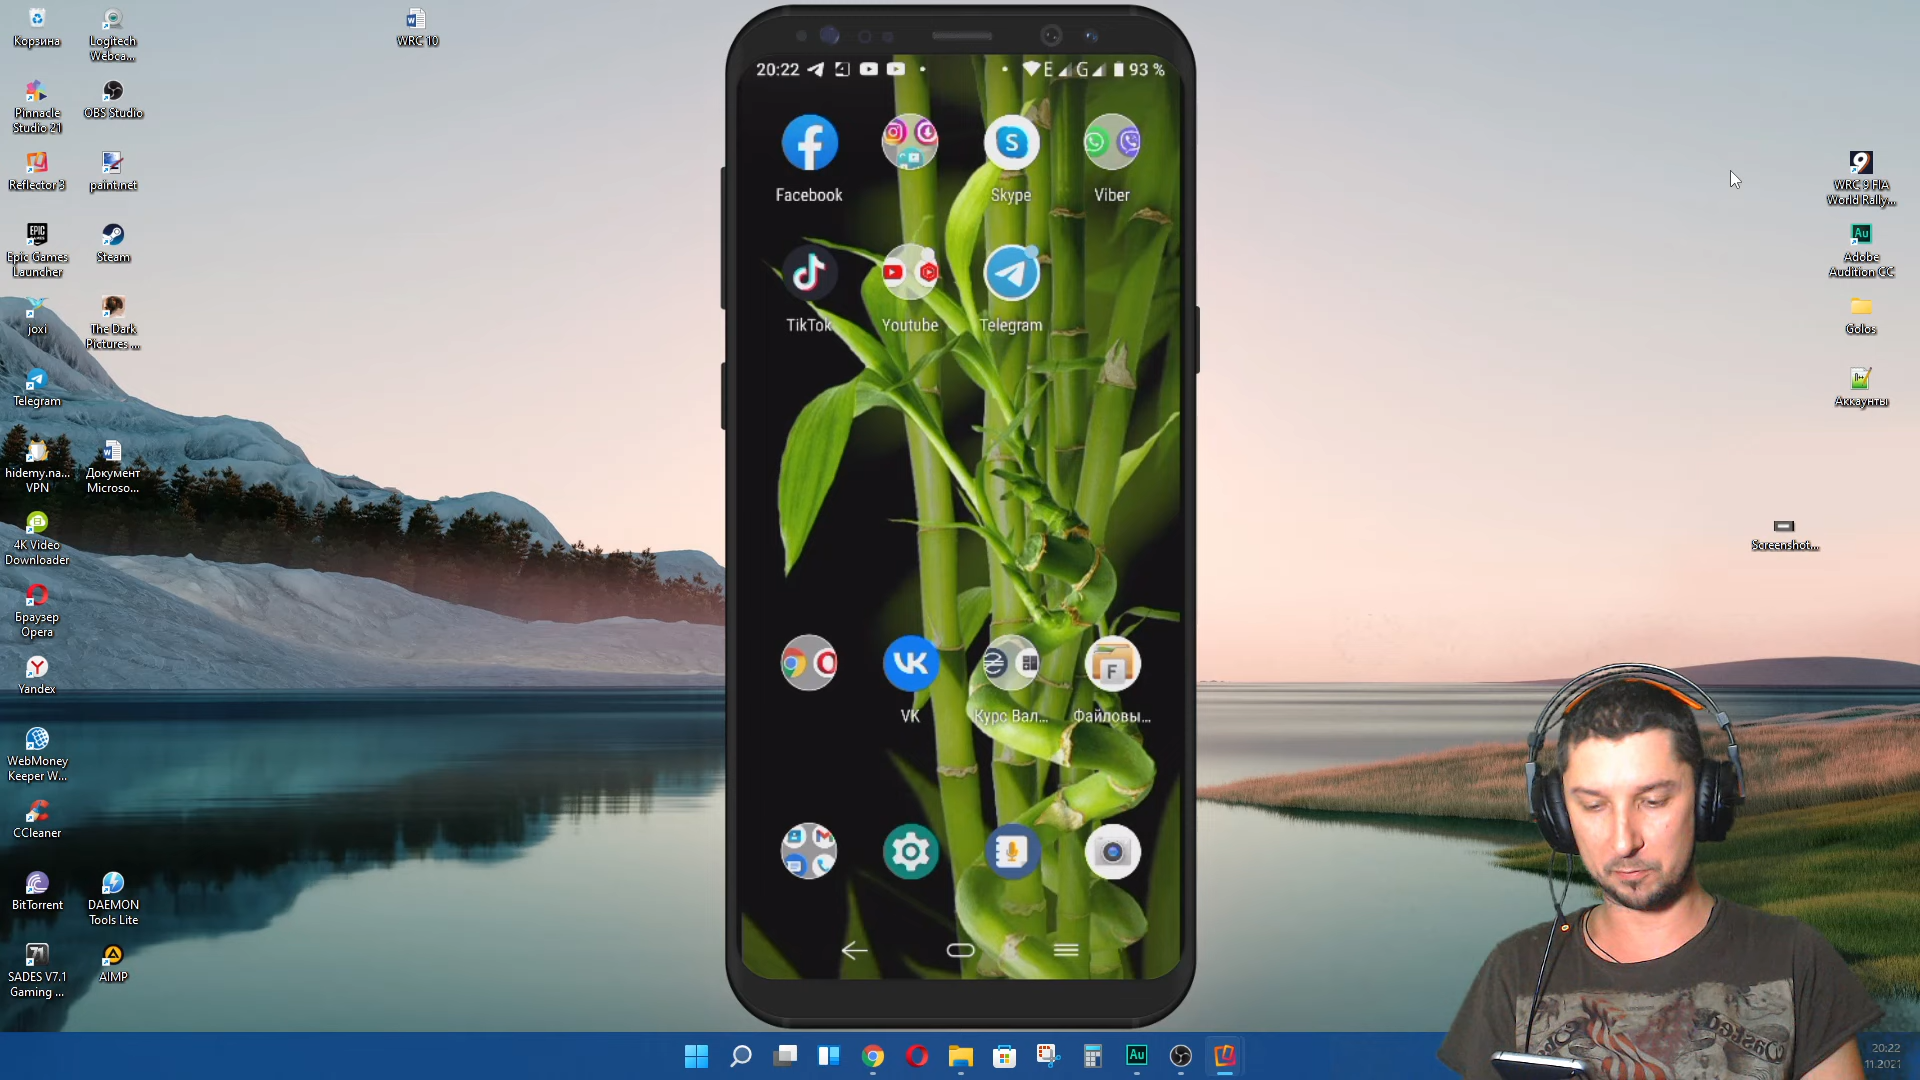 Корзина
Logitech
Webca...
WRC 10
Pinnacle
Studio 21
OBS Studio
Reflector 3
paint.net
Epic Games
Launcher
Steam
joxi
The Dark
Pictures ...
Telegram
hidemy.na...
VPN
Документ
Microso...
4K Video
Downloader
Браузер
Opera
Yandex
WebMoney
Keeper W...
CCleaner
BitTorrent
DAEMON
Tools Lite
SADES V7.1
Gaming ...
AIMP
20:22
E
G
93 %
Facebook
Skype
Viber
TikTok
Youtube
Telegram
VK
Курс Вал...
Файловы...
WRC 9 FIA
World Rally...
Adobe
Audition CC
Golos
Аккаунты
Screenshot...
20:22
.11.2021